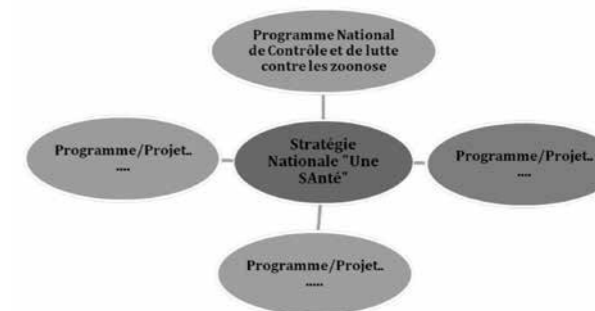 Programme National
de Contrôle et de lutte
contre les zoonose
Programme/Projet..
....
Stratégie
Nationale "Une
SAnté"
Programme/Projet..
....
Programme/Projet..
.....